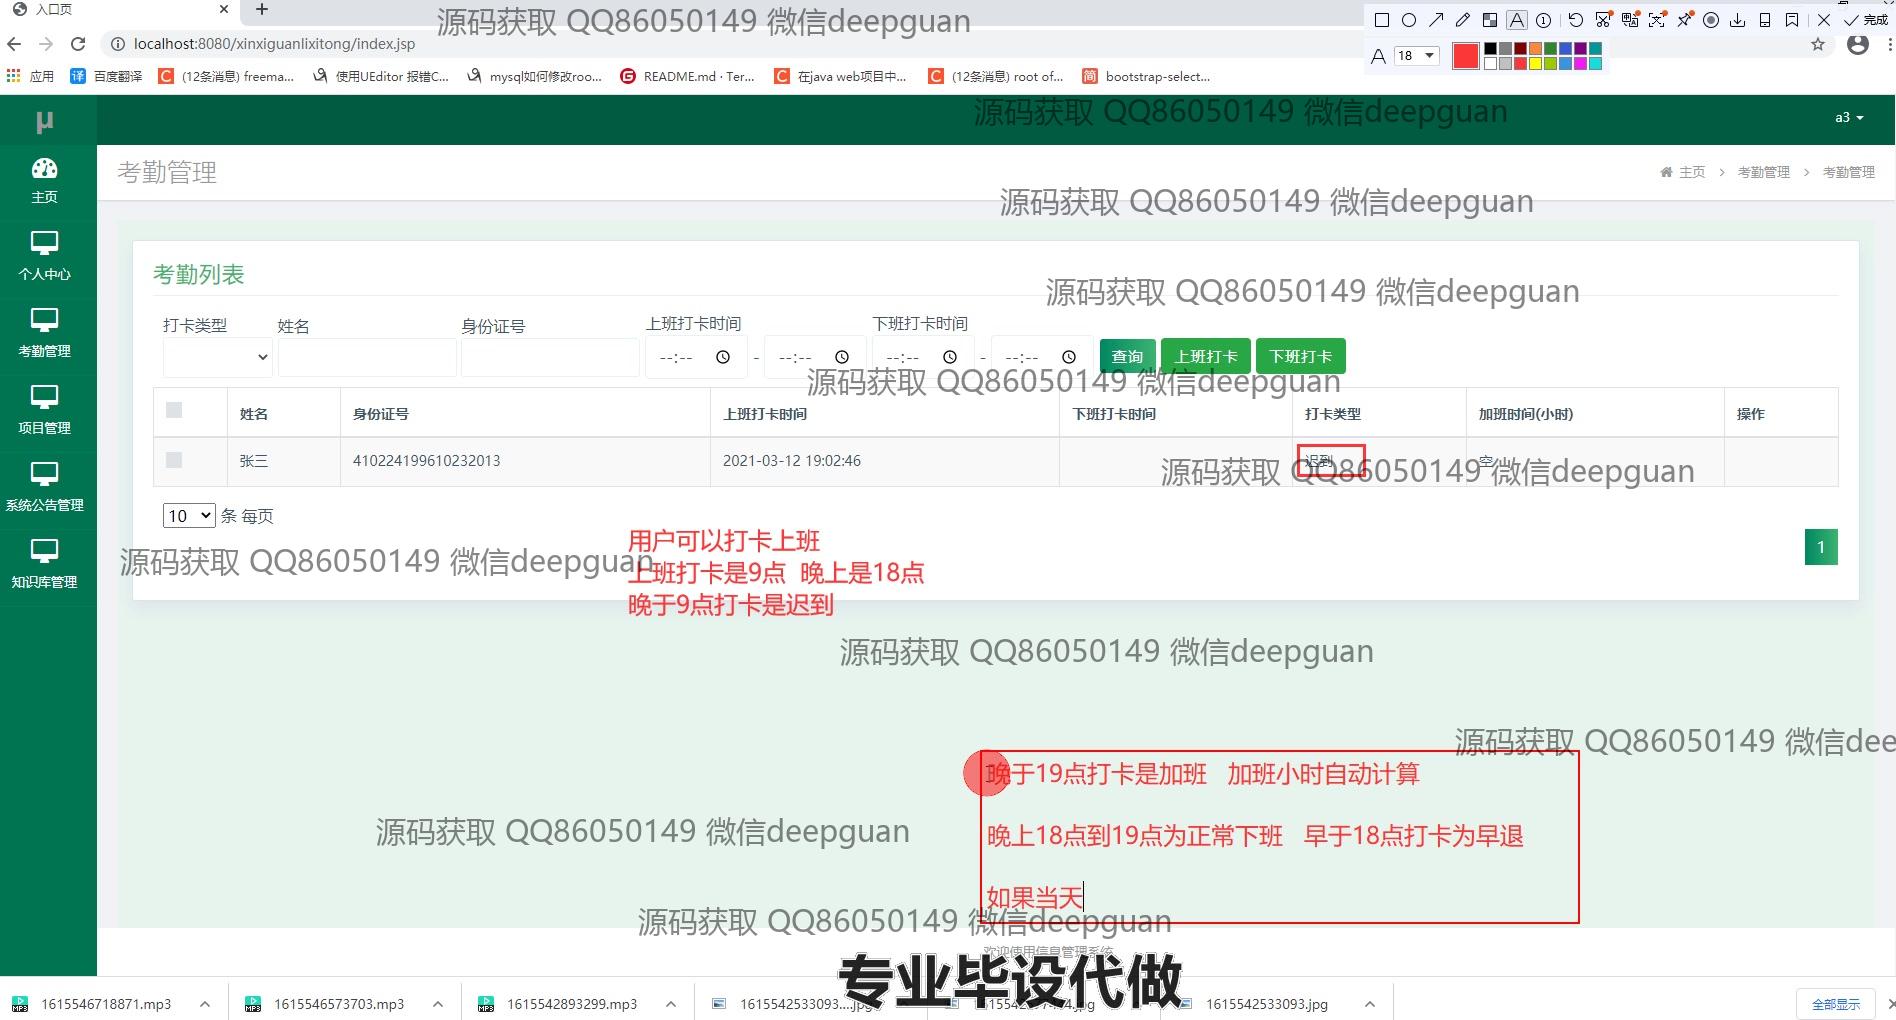 入口页
源码获取 QQ86050149 微信deepguan
完成
localhost:8080/xinxiguanlixitong/index.jsp
A 18
应用
百度翻译
(12条消息) freema...
使用UEditor 报错C...
mysql如何修改roo...
README.md · Ter...
在java web项目中...
(12条消息) root of...
bootstrap-select...
源码获取 QQ86050149 微信deepguan
μ
a3
主页
个人中心
考勤管理
项目管理
系统公告管理
知识库管理
考勤管理
主页 > 考勤管理 > 考勤管理
源码获取 QQ86050149 微信deepguan
考勤列表
源码获取 QQ86050149 微信deepguan
打卡类型 姓名 身份证号 上班打卡时间 下班打卡时间
--:-- - --:-- --:-- - --:-- 查询 上班打卡 下班打卡
源码获取 QQ86050149 微信deepguan
姓名 身份证号 上班打卡时间 下班打卡时间 打卡类型 加班时间(小时) 操作
张三 410224199610232013 2021-03-12 19:02:46 迟到 空
源码获取 QQ86050149 微信deepguan
10 条 每页
1
用户可以打卡上班
源码获取 QQ86050149 微信deepguan
上班打卡是9点 晚上是18点
晚于9点打卡是迟到
源码获取 QQ86050149 微信deepguan
源码获取 QQ86050149 微信dee
晚于19点打卡是加班 加班小时自动计算
源码获取 QQ86050149 微信deepguan
晚上18点到19点为正常下班 早于18点打卡为早退
如果当天
源码获取 QQ86050149 微信deepguan
欢迎使用信息管理系统
专业毕设代做
1615546718871.mp3
1615546573703.mp3
1615542893299.mp3
1615542533093....jpg
1615542533093.jpg
全部显示